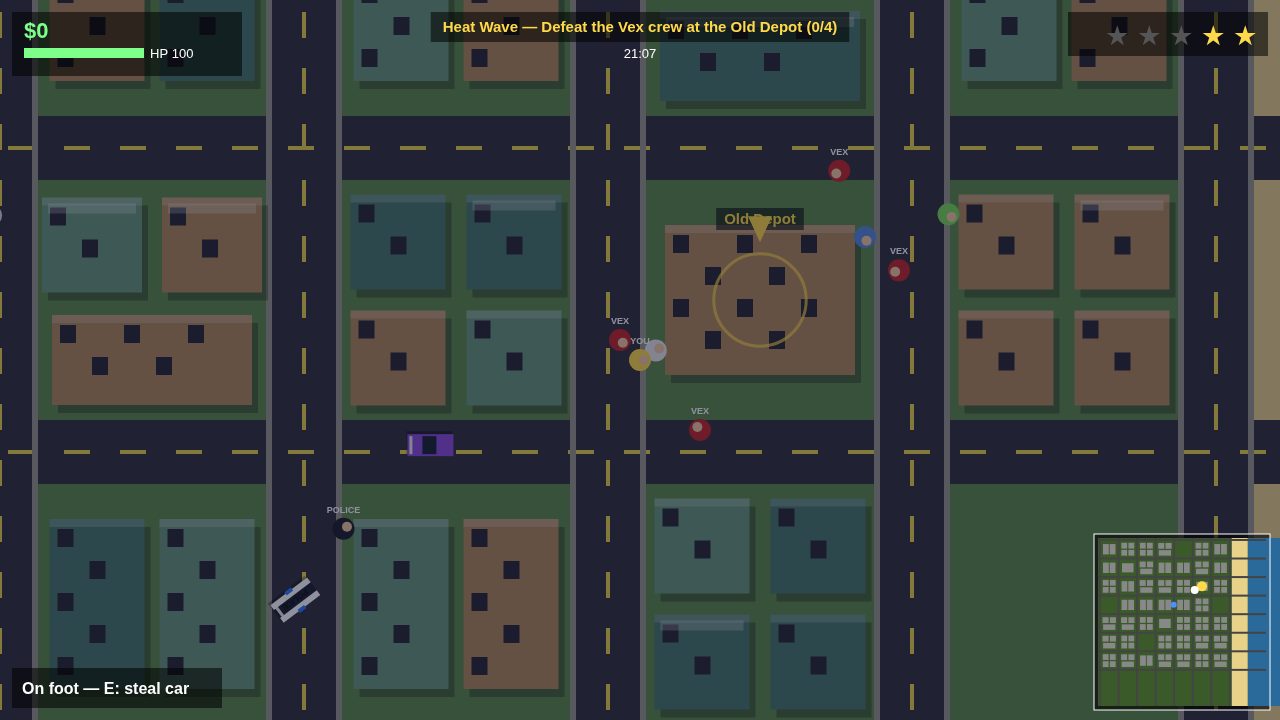 $0
HP 100
Heat Wave — Defeat the Vex crew at the Old Depot (0/4)
21:07
VEX
Old Depot
VEX
VEX
YOU
VEX
POLICE
On foot — E: steal car